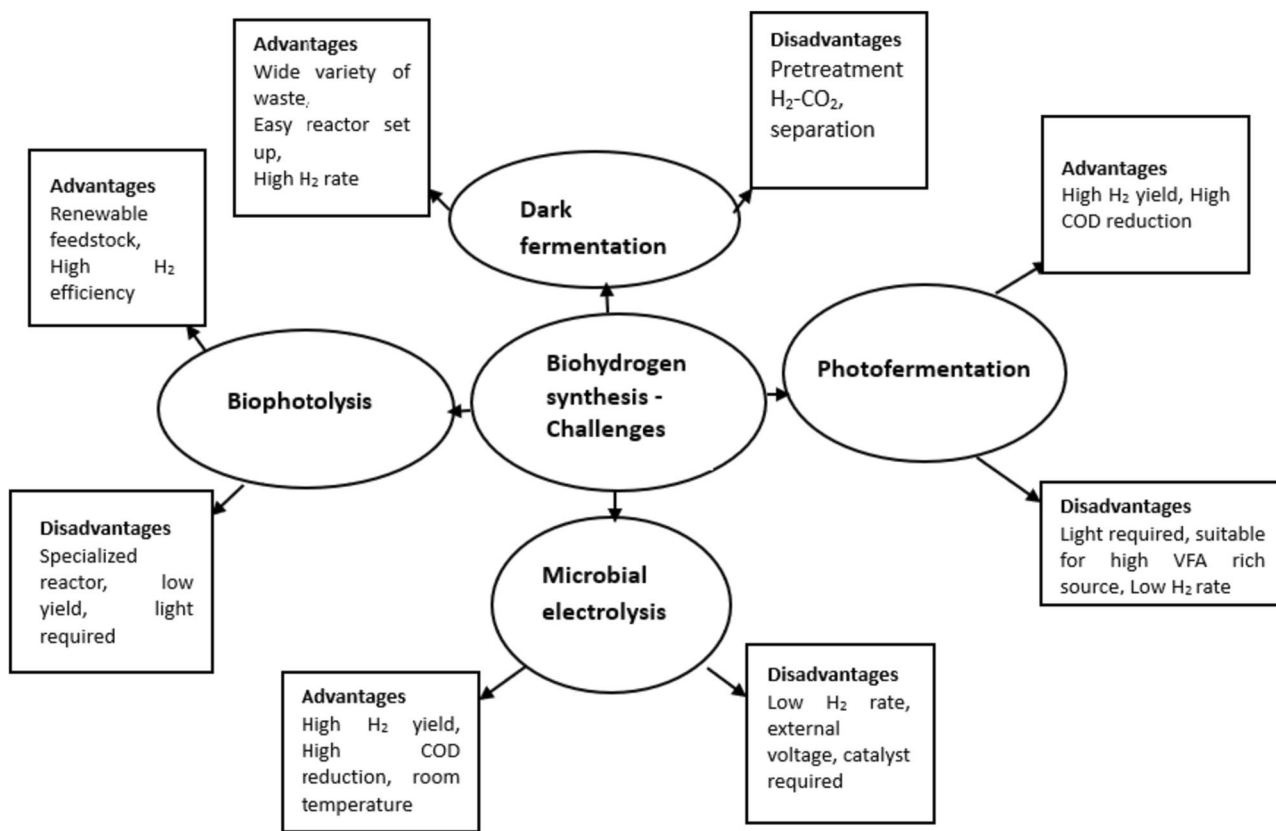 Advantages
Wide variety of
waste,
Easy reactor set
up,
High H₂ rate
Disadvantages
Pretreatment
H₂-CO₂,
separation
Advantages
High H₂ yield, High
COD reduction
Advantages
Renewable
feedstock,
High H₂
efficiency
Dark
fermentation
Biophotolysis
Biohydrogen
synthesis -
Challenges
Photofermentation
Disadvantages
Specialized
reactor, low
yield, light
required
Microbial
electrolysis
Disadvantages
Light required, suitable
for high VFA rich
source, Low H₂ rate
Advantages
High H₂ yield,
High COD
reduction, room
temperature
Disadvantages
Low H₂ rate,
external
voltage, catalyst
required